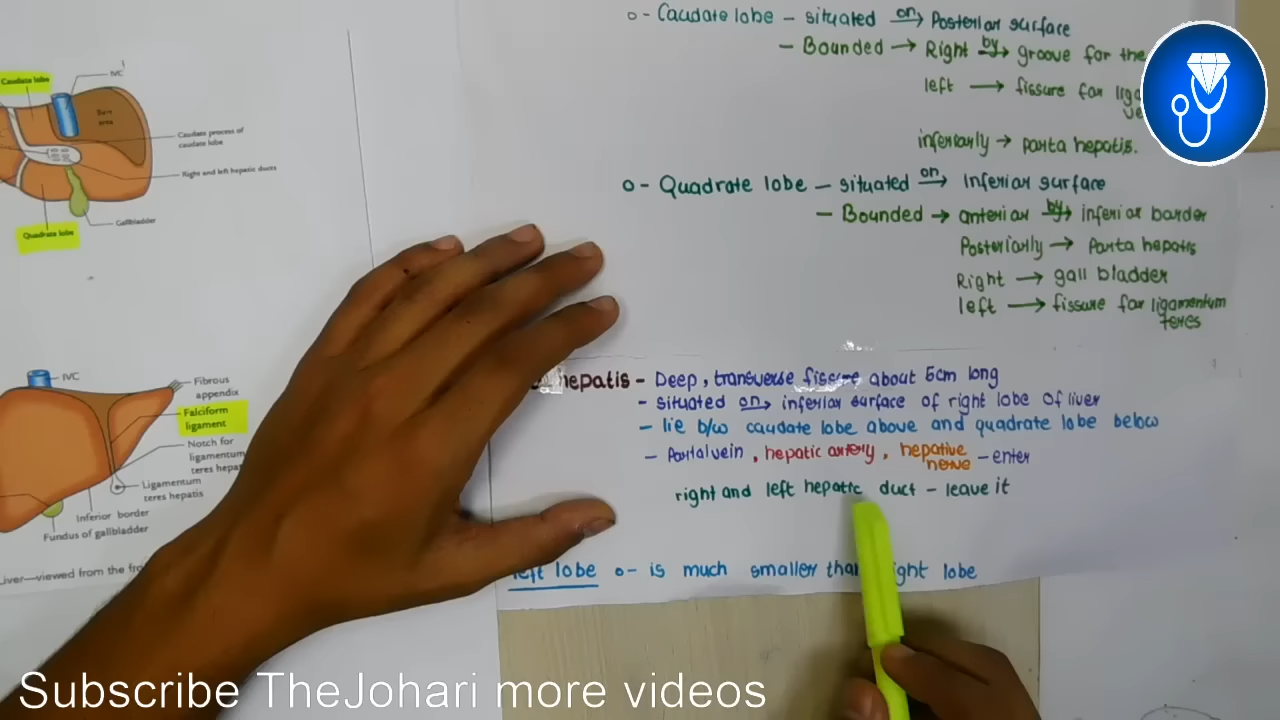 o- Caudate lobe - situated on→ Posterior surface
- Bounded → Right by→ groove for the
left → fissure for
inferiorly → porta hepatis.
o- Quadrate lobe - situated on→ inferior surface
- Bounded → anterior by→ inferior border
Posteriorly → Porta hepatis
Right → gall bladder
left → fissure for ligamentum
teres
hepatis - Deep, transverse fissure about 5cm long
- situated on→ inferior surface of right lobe of liver
- lie b/w caudate lobe above and quadrate lobe below
- Portal vein, hepatic artery, hepative nerve - enter
right and left hepatic duct - leave it
left lobe o- is much smaller than right lobe
Caudate lobe
IVC
Bare
area
Caudate process of
caudate lobe
Right and left hepatic ducts
Gallbladder
Quadrate lobe
IVC
Fibrous
appendix
Falciform
ligament
Notch for
ligamentum
teres
Ligamentum
teres hepatis
Inferior border
Fundus of gallbladder
Liver—viewed from the
Subscribe TheJohari more videos